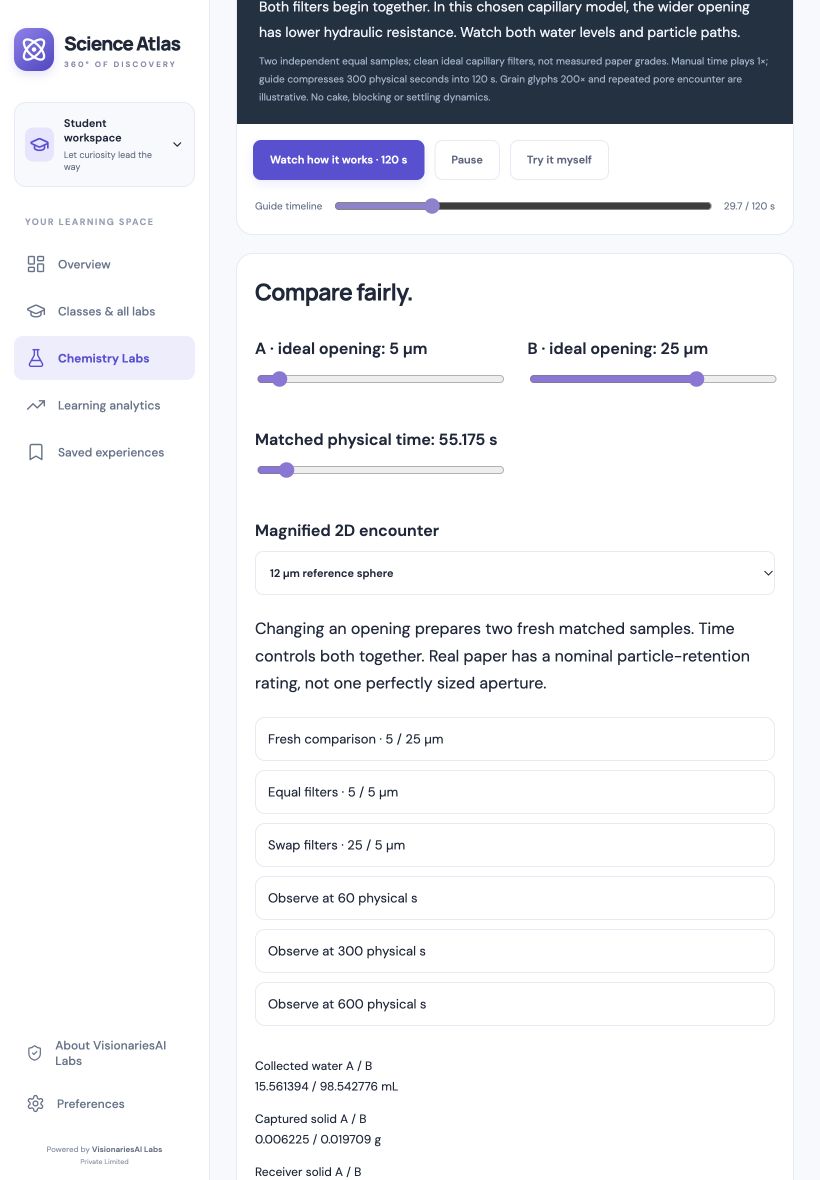 Science Atlas
360° OF DISCOVERY
Student
workspace
Let curiosity lead the
way
YOUR LEARNING SPACE
Overview
Classes & all labs
Chemistry Labs
Learning analytics
Saved experiences
About VisionariesAI
Labs
Preferences
Powered by VisionariesAI Labs
Private Limited
Both filters begin together. In this chosen capillary model, the wider opening
has lower hydraulic resistance. Watch both water levels and particle paths.
Two independent equal samples; clean ideal capillary filters, not measured paper grades. Manual time plays 1×;
guide compresses 300 physical seconds into 120 s. Grain glyphs 200× and repeated pore encounter are
illustrative. No cake, blocking or settling dynamics.
Watch how it works · 120 s
Pause
Try it myself
Guide timeline
29.7 / 120 s
Compare fairly.
A · ideal opening: 5 µm
B · ideal opening: 25 µm
Matched physical time: 55.175 s
Magnified 2D encounter
12 µm reference sphere
Changing an opening prepares two fresh matched samples. Time
controls both together. Real paper has a nominal particle-retention
rating, not one perfectly sized aperture.
Fresh comparison · 5 / 25 µm
Equal filters · 5 / 5 µm
Swap filters · 25 / 5 µm
Observe at 60 physical s
Observe at 300 physical s
Observe at 600 physical s
Collected water A / B
15.561394 / 98.542776 mL
Captured solid A / B
0.006225 / 0.019709 g
Receiver solid A / B